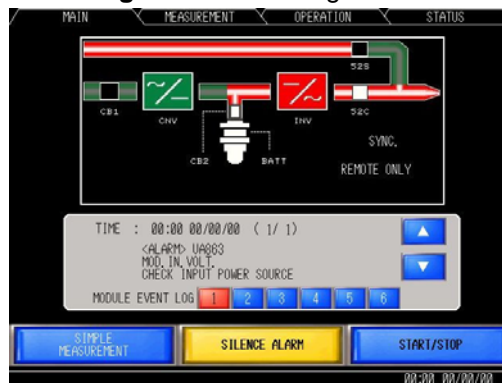 MAIN MEASUREMENT OPERATION STATUS
52S
CB1 CNV INV 52C
SYNC.
CB2 BATT
REMOTE ONLY
TIME : 00:00 00/00/00 ( 1/ 1)
<ALARM> UA863
MOD. IN. VOLT.
CHECK INPUT POWER SOURCE
MODULE EVENT LOG 1 2 3 4 5 6
SIMPLE
MEASUREMENT
SILENCE ALARM
START/STOP
00:00 00/00/00